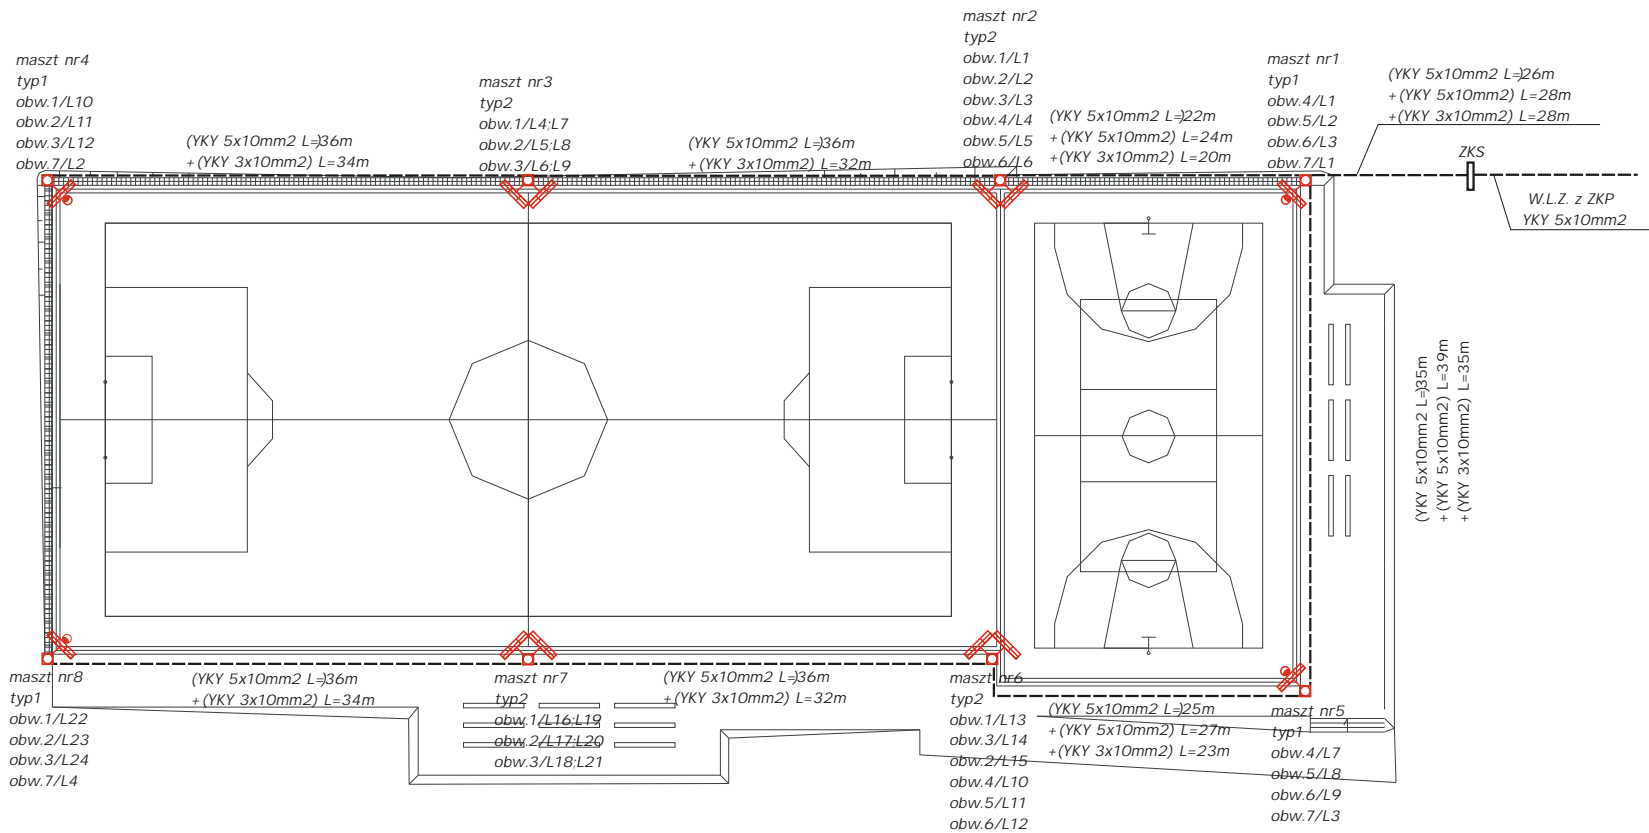 maszt nr4
typ1
obw.1/L10
obw.2/L11
obw.3/L12
obw.7/L2
(YKY 5x10mm2 L=)36m
+(YKY 3x10mm2) L=34m
maszt nr3
typ2
obw.1/L4;L7
obw.2/L5;L8
obw.3/L6;L9
(YKY 5x10mm2 L=)36m
+(YKY 3x10mm2) L=32m
maszt nr2
typ2
obw.1/L1
obw.2/L2
obw.3/L3
obw.4/L4
obw.5/L5
obw.6/L6
(YKY 5x10mm2 L=)22m
+(YKY 5x10mm2) L=24m
+(YKY 3x10mm2) L=20m
maszt nr1
typ1
obw.4/L1
obw.5/L2
obw.6/L3
obw.7/L1
(YKY 5x10mm2 L=)26m
+(YKY 5x10mm2) L=28m
+(YKY 3x10mm2) L=28m
ZKS
W.L.Z. z ZKP
YKY 5x10mm2
(YKY 5x10mm2 L=)35m
+(YKY 5x10mm2) L=39m
+(YKY 3x10mm2) L=35m
maszt nr8
typ1
obw.1/L22
obw.2/L23
obw.3/L24
obw.7/L4
(YKY 5x10mm2 L=)36m
+(YKY 3x10mm2) L=34m
maszt nr7
typ2
obw.1/L16;L19
obw.2/L17;L20
obw.3/L18;L21
(YKY 5x10mm2 L=)36m
+(YKY 3x10mm2) L=32m
maszt nr6
typ2
obw.1/L13
obw.3/L14
obw.2/L15
obw.4/L10
obw.5/L11
obw.6/L12
(YKY 5x10mm2 L=)25m
+(YKY 5x10mm2) L=27m
+(YKY 3x10mm2) L=23m
maszt nr5
typ1
obw.4/L7
obw.5/L8
obw.6/L9
obw.7/L3